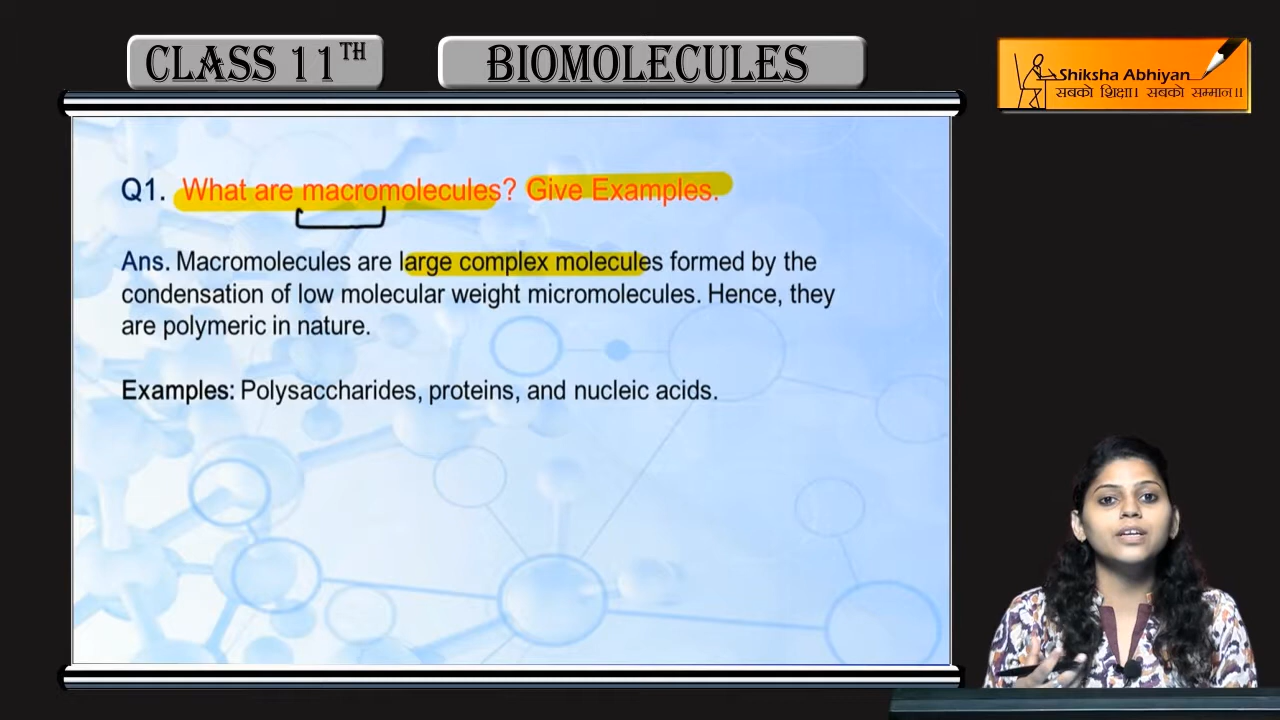 CLASS 11TH
BIOMOLECULES
Shiksha Abhiyan
सबको शिक्षा। सबको सम्मान।।
Q1. What are macromolecules? Give Examples.
Ans. Macromolecules are large complex molecules formed by the
condensation of low molecular weight micromolecules. Hence, they
are polymeric in nature.
Examples: Polysaccharides, proteins, and nucleic acids.